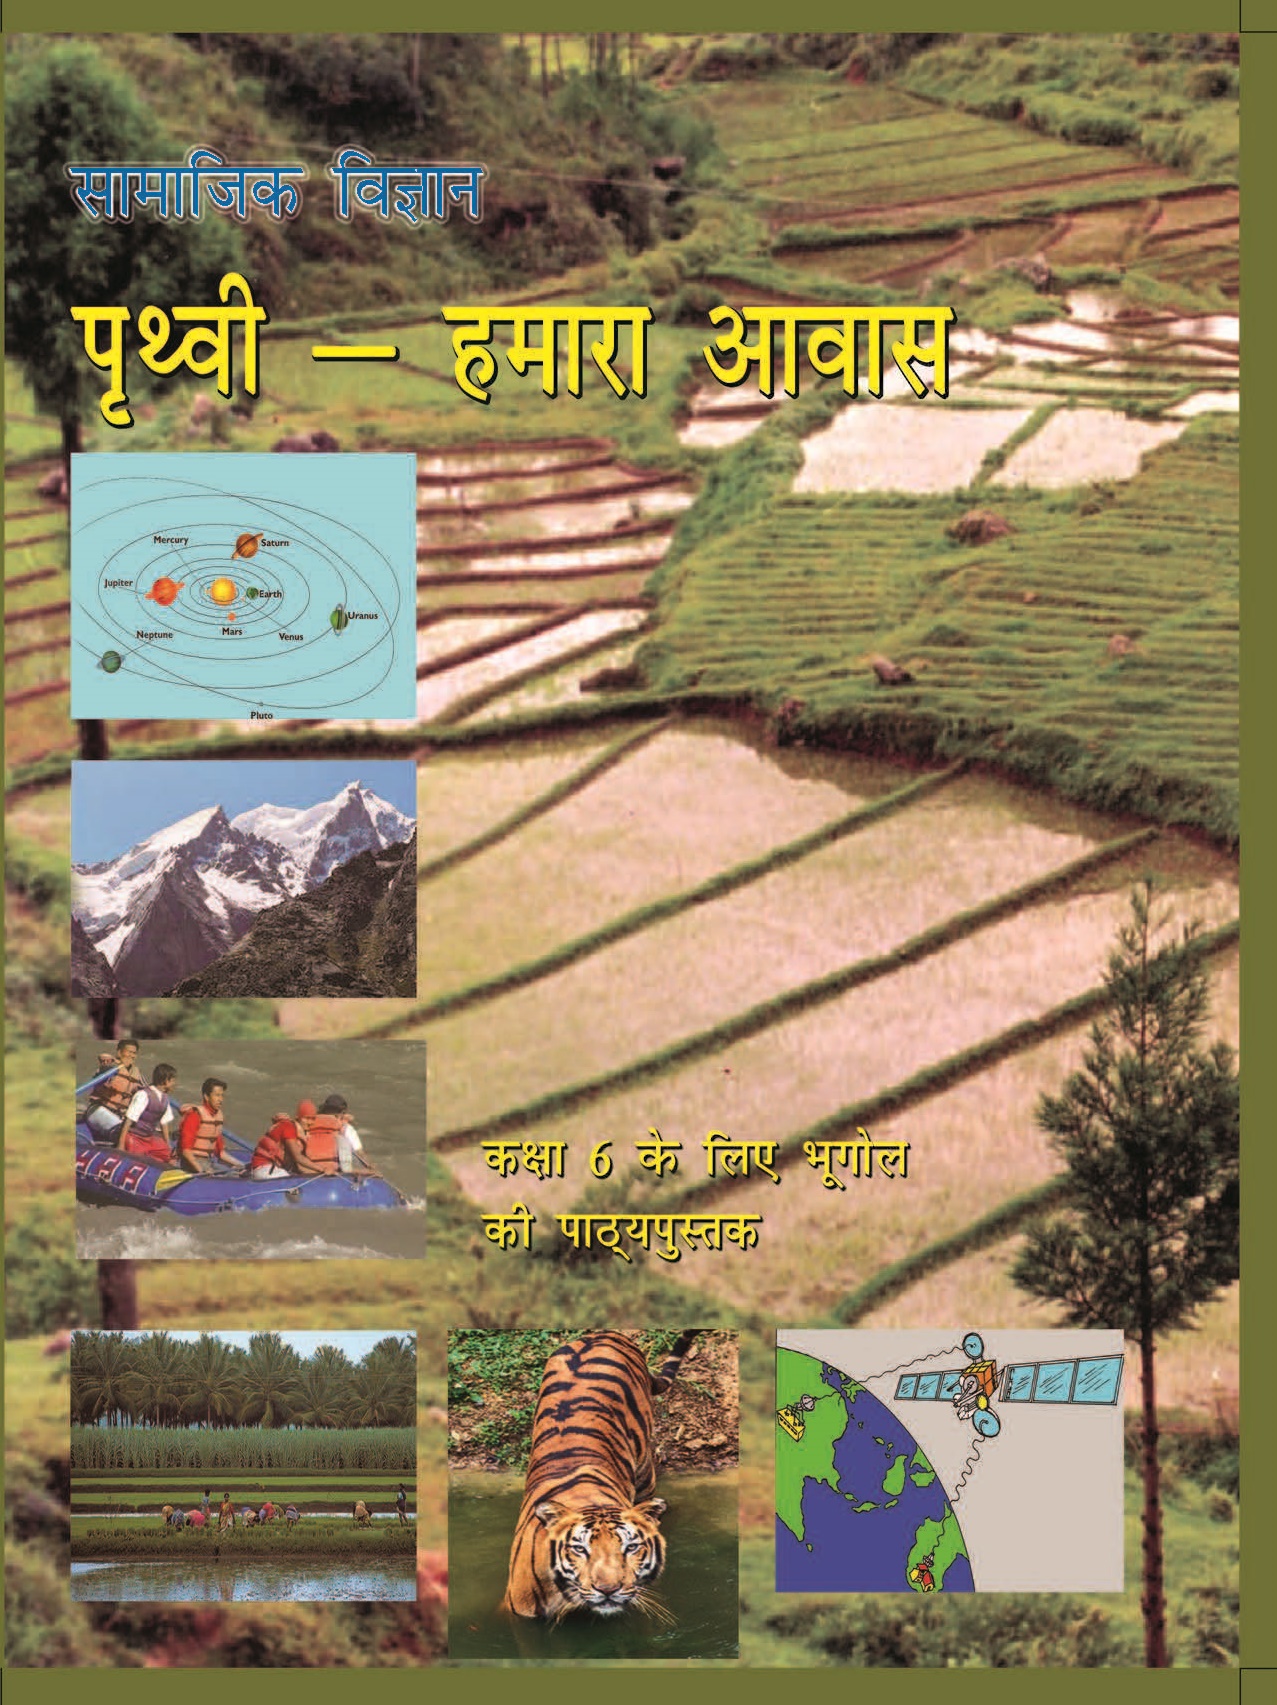 सामाजिक विज्ञान
पृथ्वी – हमारा आवास
Mercury
Saturn
Jupiter
Earth
Uranus
Mars
Neptune
Venus
Pluto
कक्षा 6 के लिए भूगोल
की पाठ्यपुस्तक